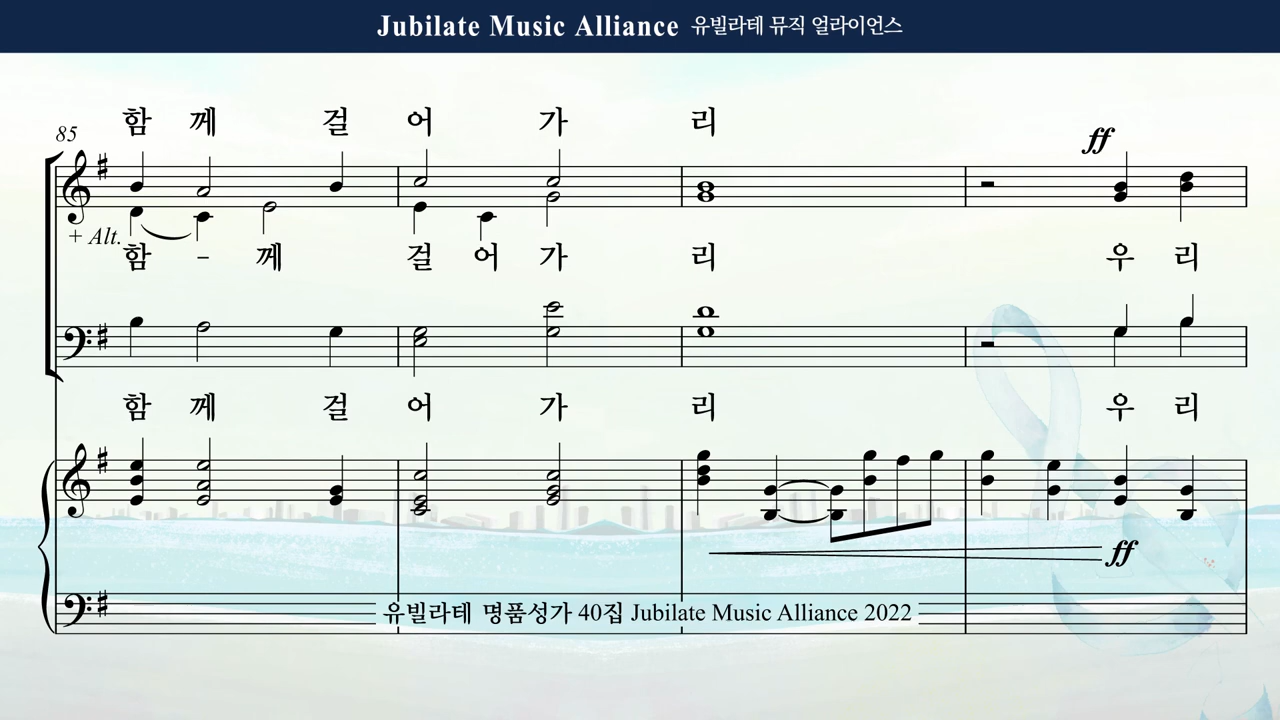 Jubilate Music Alliance 유빌라테 뮤직 얼라이언스
함 께 걸 어 가 리
85
ff
+ Alt.
함 - 께 걸 어 가 리 우 리
함 께 걸 어 가 리 우 리
ff
유빌라테 명품성가 40집 Jubilate Music Alliance 2022